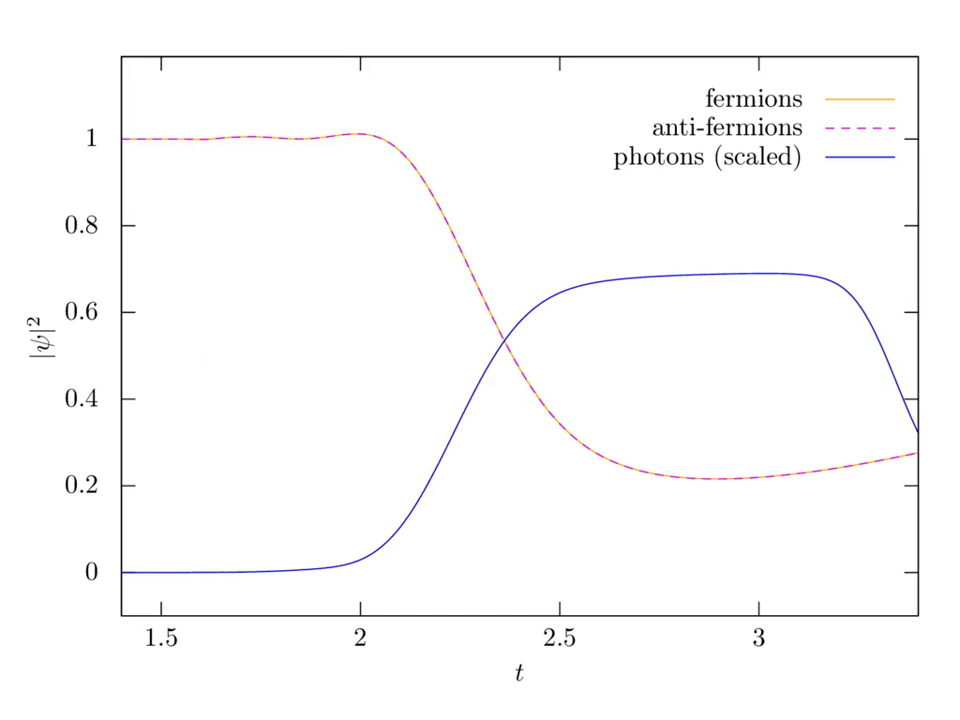 fermions
anti-fermions
photons (scaled)
1
0.8
0.6
0.4
0.2
0
|ψ|²
1.5 2 2.5 3
t